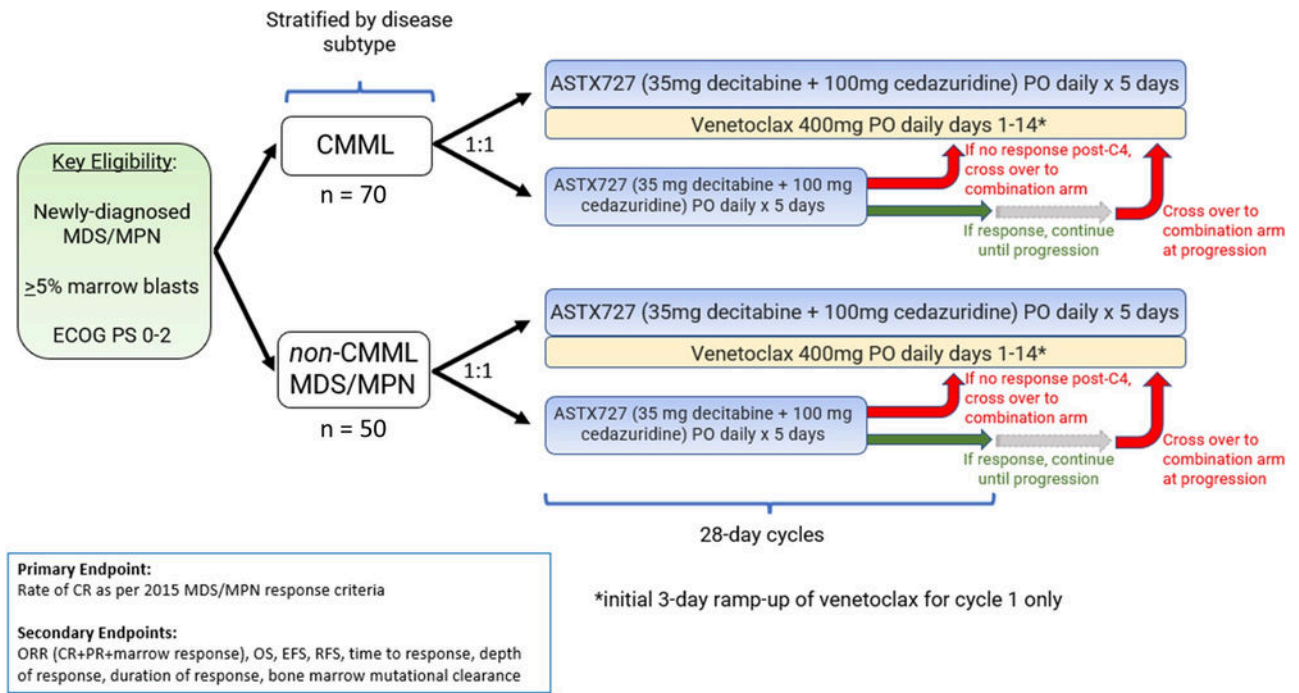 Stratified by disease
subtype
Key Eligibility:
Newly-diagnosed
MDS/MPN
≥5% marrow blasts
ECOG PS 0-2
CMML
n = 70
1:1
ASTX727 (35mg decitabine + 100mg cedazuridine) PO daily x 5 days
Venetoclax 400mg PO daily days 1-14*
ASTX727 (35 mg decitabine + 100 mg
cedazuridine) PO daily x 5 days
If no response post-C4,
cross over to
combination arm
If response, continue
until progression
Cross over to
combination arm
at progression
non-CMML
MDS/MPN
n = 50
1:1
ASTX727 (35mg decitabine + 100mg cedazuridine) PO daily x 5 days
Venetoclax 400mg PO daily days 1-14*
ASTX727 (35 mg decitabine + 100 mg
cedazuridine) PO daily x 5 days
If no response post-C4,
cross over to
combination arm
If response, continue
until progression
Cross over to
combination arm
at progression
28-day cycles
Primary Endpoint:
Rate of CR as per 2015 MDS/MPN response criteria
Secondary Endpoints:
ORR (CR+PR+marrow response), OS, EFS, RFS, time to response, depth
of response, duration of response, bone marrow mutational clearance
*initial 3-day ramp-up of venetoclax for cycle 1 only